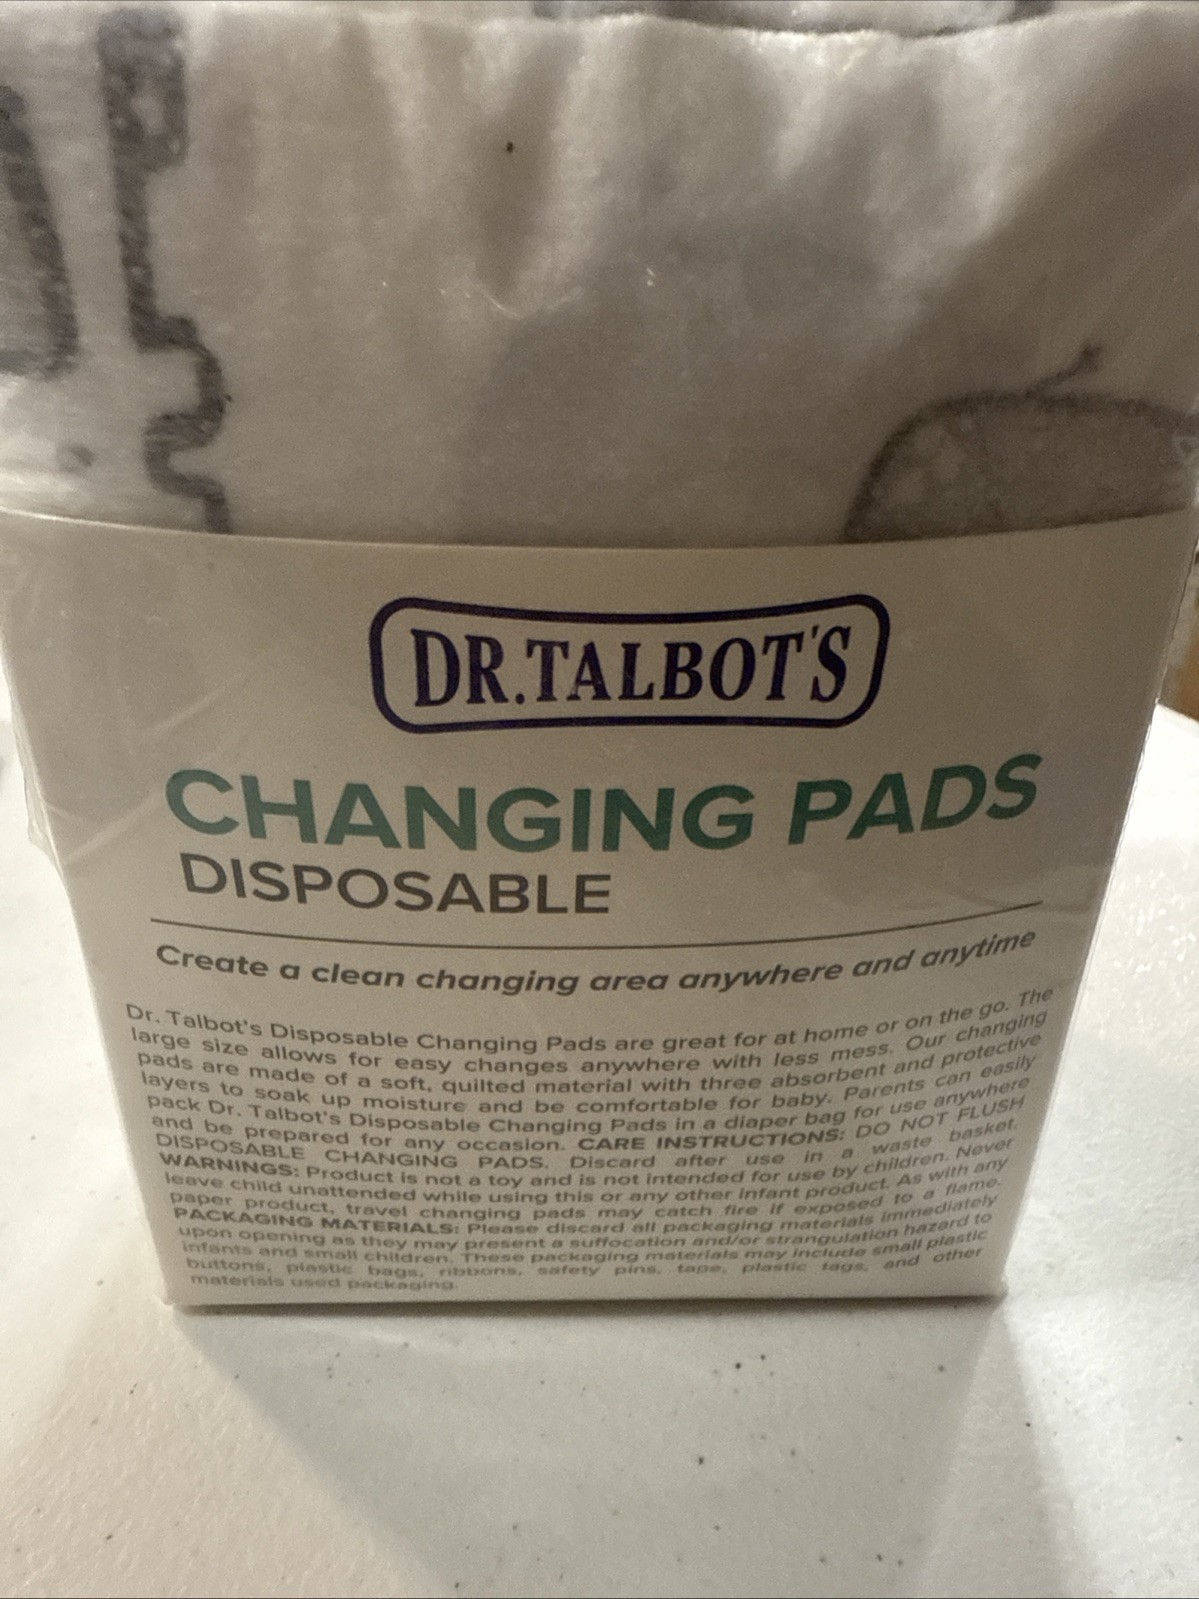 DR. TALBOT'S
CHANGING PADS
DISPOSABLE
Create a clean changing area anywhere and anytime
Dr. Talbot's Disposable Changing Pads are great for at home or on the go. The
large size allows for easy changes anywhere with less mess. Our changing
pads are made of a soft, quilted material with three absorbent and protective
layers to soak up moisture and be comfortable for baby. Parents can easily
pack Dr. Talbot's Disposable Changing Pads in a diaper bag for use anywhere
and be prepared for any occasion. CARE INSTRUCTIONS: DO NOT FLUSH
DISPOSABLE CHANGING PADS. Discard after use in a waste basket.
WARNINGS: Product is not a toy and is not intended for use by children. Never
leave child unattended while using this or any other infant product. As with any
paper product, travel changing pads may catch fire if exposed to a flame.
PACKAGING MATERIALS: Please discard all packaging materials immediately
upon opening as they may present a suffocation and/or strangulation hazard to
infants and small children. These packaging materials may include small plastic
buttons, plastic bags, ribbons, safety pins, tape, plastic tags, and other
materials used packaging.